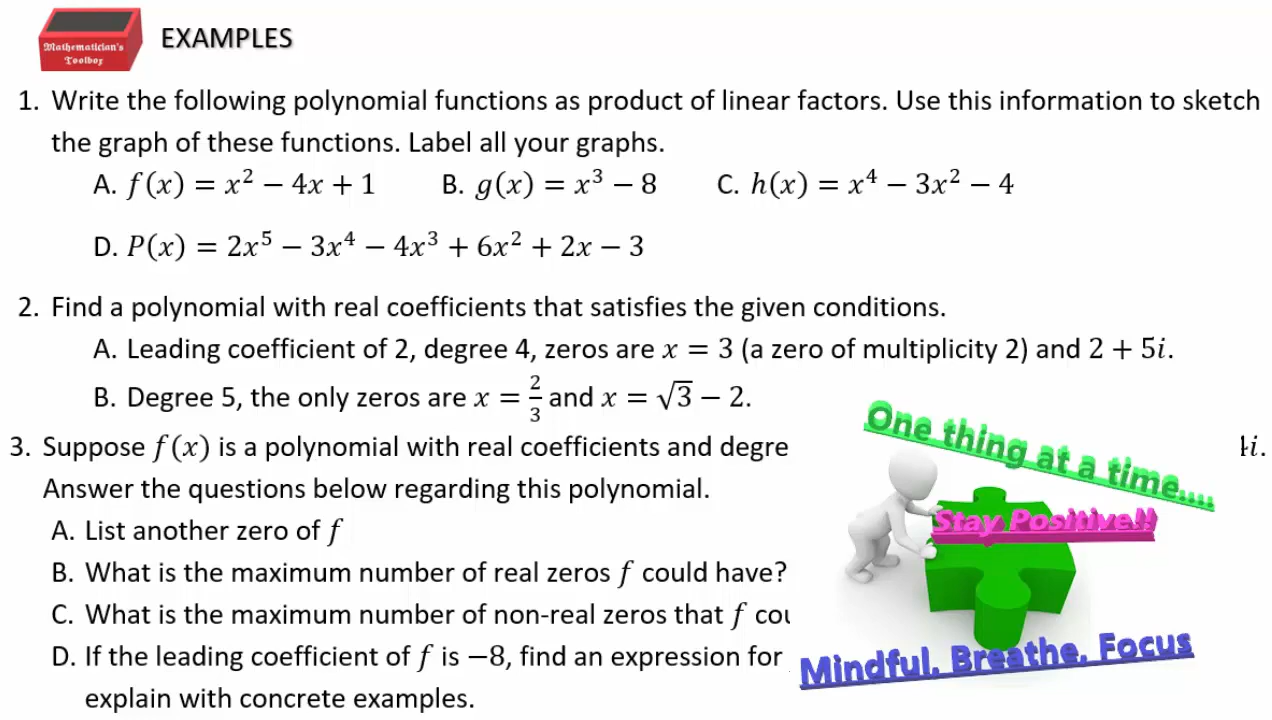 Mathematician's
Toolbox
EXAMPLES
1. Write the following polynomial functions as product of linear factors. Use this information to sketch
the graph of these functions. Label all your graphs.
A. f(x) = x² − 4x + 1 B. g(x) = x³ − 8 C. h(x) = x⁴ − 3x² − 4
D. P(x) = 2x⁵ − 3x⁴ − 4x³ + 6x² + 2x − 3
2. Find a polynomial with real coefficients that satisfies the given conditions.
A. Leading coefficient of 2, degree 4, zeros are x = 3 (a zero of multiplicity 2) and 2 + 5i.
B. Degree 5, the only zeros are x = 2/3 and x = √3 − 2.
3. Suppose f(x) is a polynomial with real coefficients and degre i.
Answer the questions below regarding this polynomial.
A. List another zero of f
B. What is the maximum number of real zeros f could have?
C. What is the maximum number of non-real zeros that f cou
D. If the leading coefficient of f is −8, find an expression for
explain with concrete examples.
One thing at a time....
Stay Positive!!
Mindful, Breathe, Focus